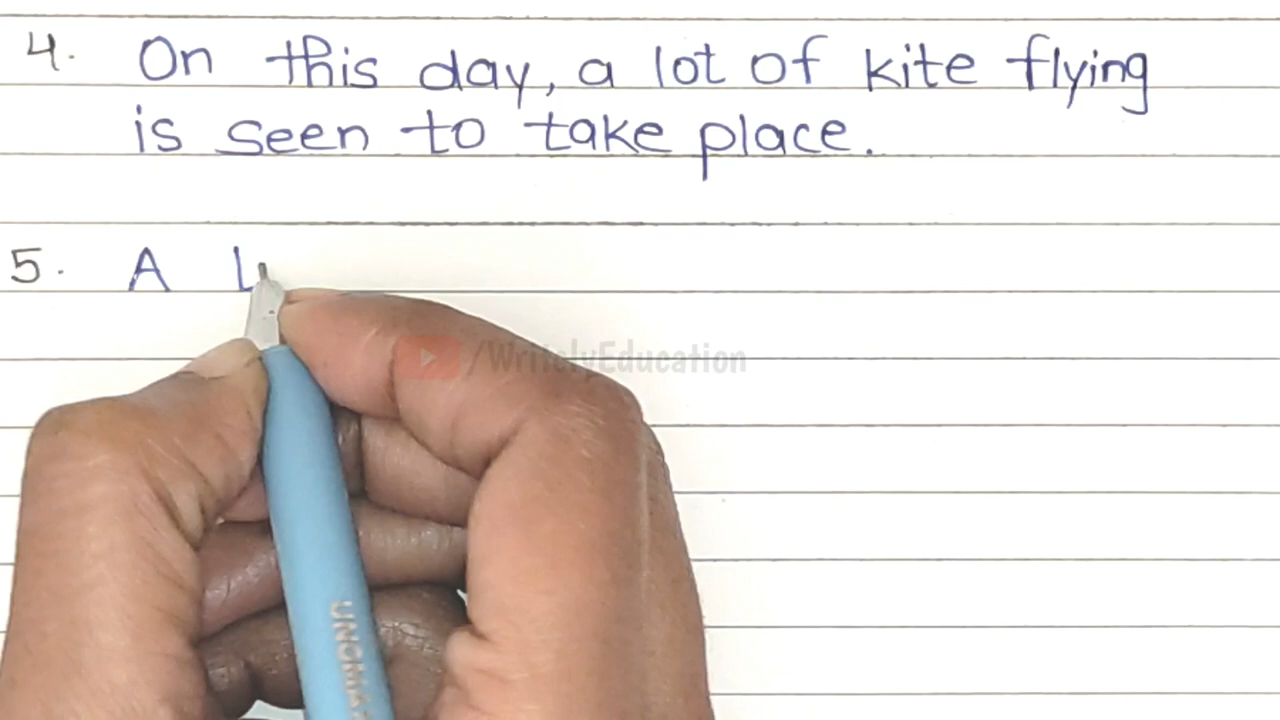 4. On this day, a lot of kite flying
is seen to take place.
5. A
/WritelyEducation